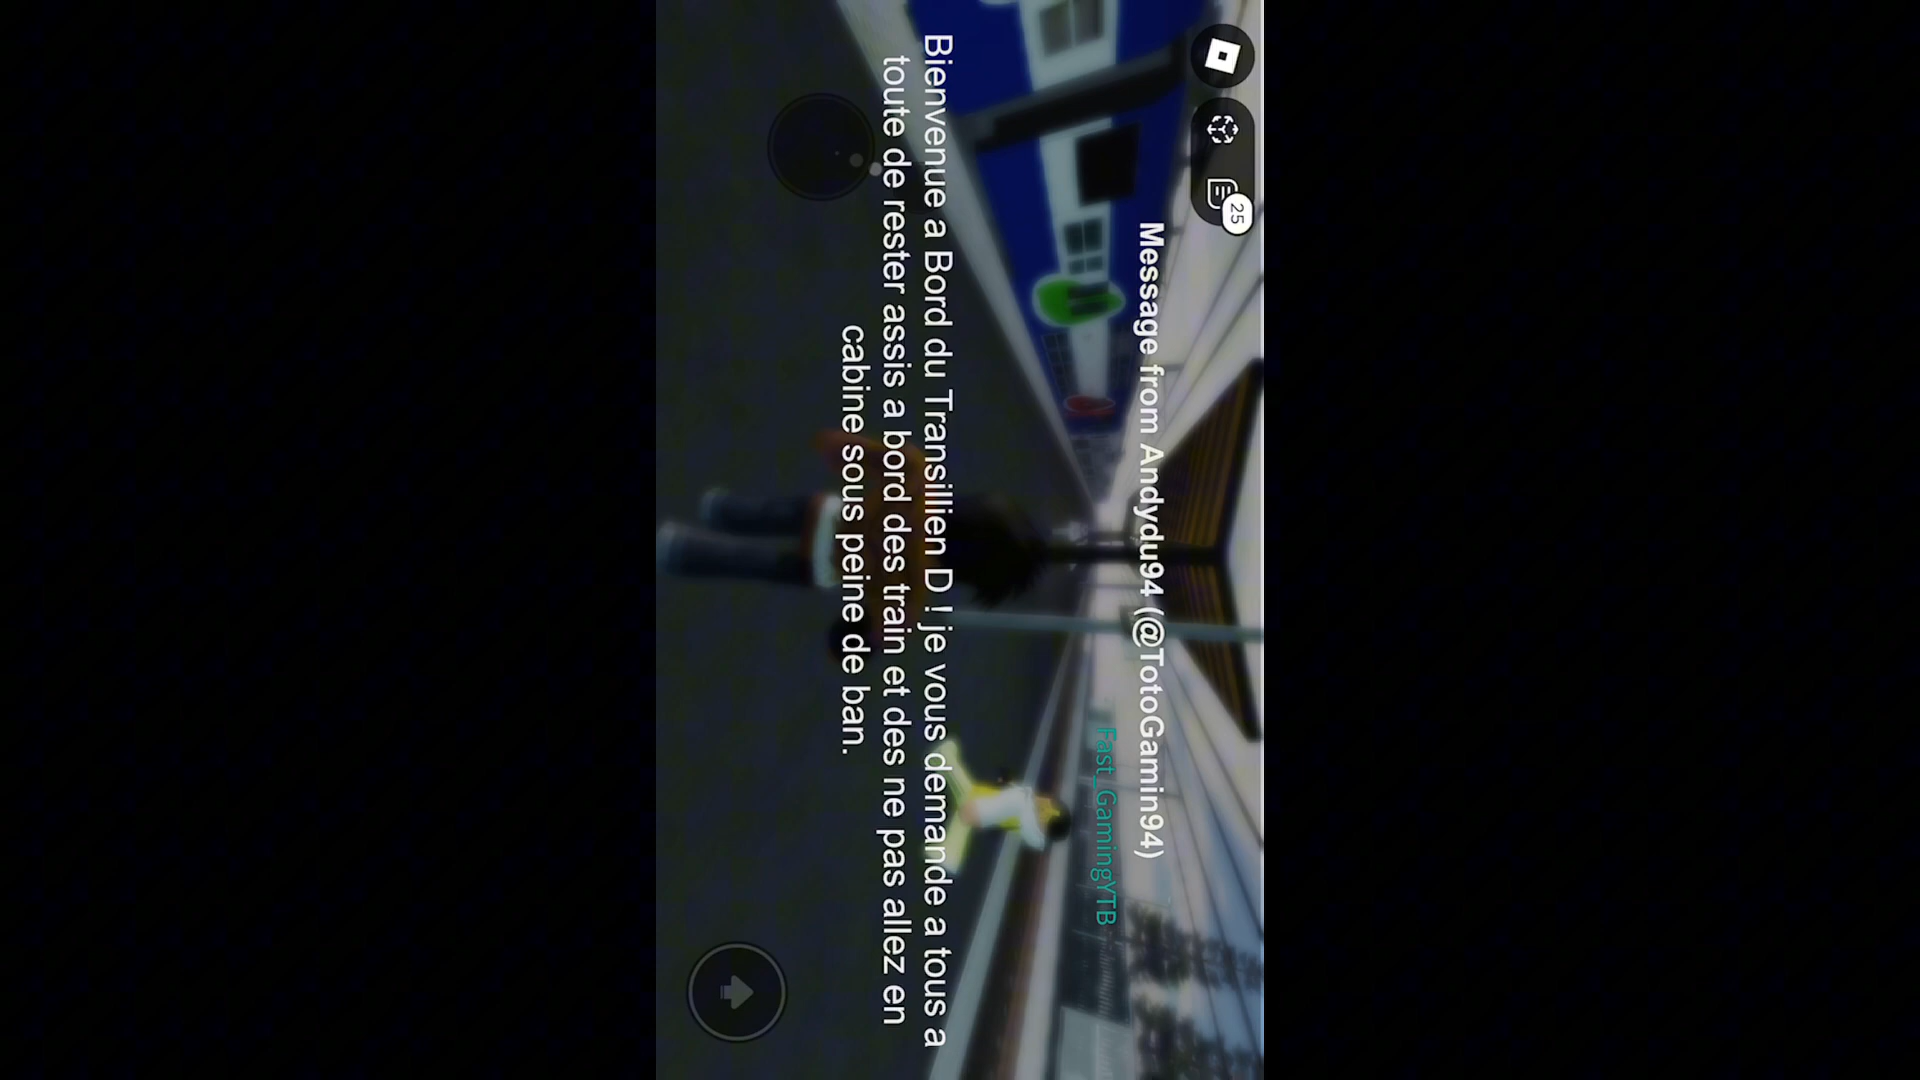 25
Message from Andydu94 (@TotoGamin94)
Fast_GamingYTB
Bienvenue a Bord du Transillien D ! je vous demande a tous a
toute de rester assis a bord des train et des ne pas allez en
cabine sous peine de ban.